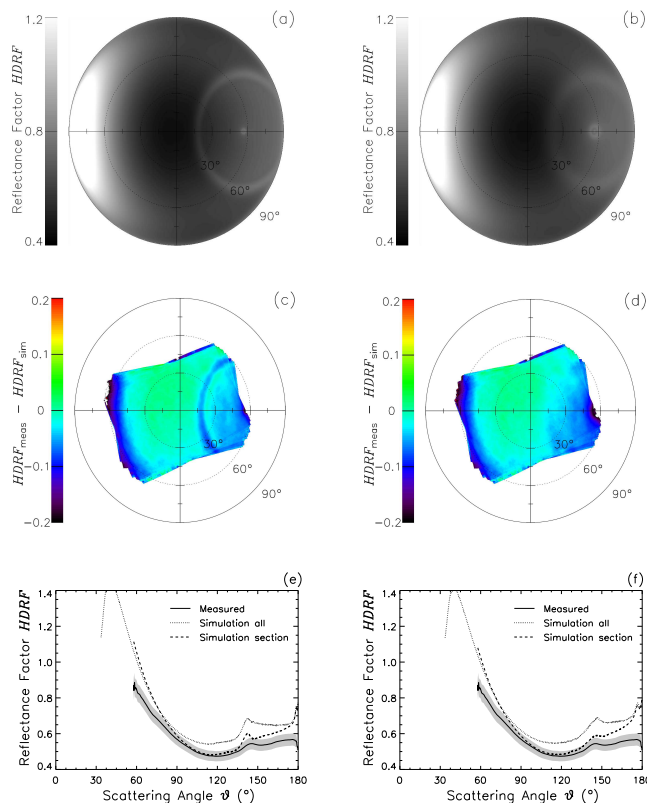 (a)
1.2
0.8
0.4
Reflectance Factor HDRF
30°
60°
90°
(b)
1.2
0.8
0.4
Reflectance Factor HDRF
30°
60°
90°
(c)
0.2
0.1
0
−0.1
−0.2
HDRFmeas − HDRFsim
30°
60°
90°
(d)
0.2
0.1
0
−0.1
−0.2
HDRFmeas − HDRFsim
30°
60°
90°
(e)
1.4
1.2
1.0
0.8
0.6
0.4
Reflectance Factor HDRF
Measured
Simulation all
Simulation section
0 30 60 90 120 150 180
Scattering Angle ϑ (°)
(f)
1.4
1.2
1.0
0.8
0.6
0.4
Reflectance Factor HDRF
Measured
Simulation all
Simulation section
0 30 60 90 120 150 180
Scattering Angle ϑ (°)